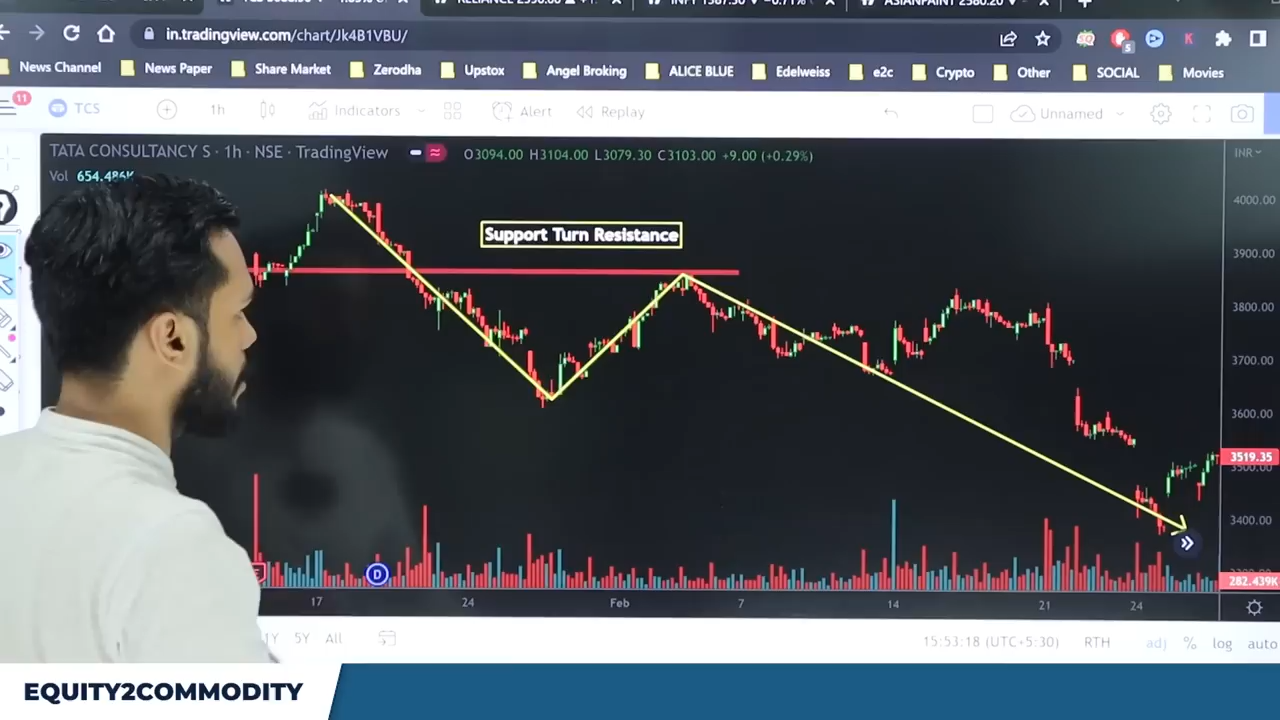 in.tradingview.com/chart/Jk4B1VBU/
News Channel
News Paper
Share Market
Zerodha
Upstox
Angel Broking
ALICE BLUE
Edelweiss
e2c
Crypto
Other
SOCIAL
Movies
11
TCS
1h
Indicators
Alert
Replay
Unnamed
TATA CONSULTANCY S · 1h · NSE · TradingView
O3094.00 H3104.00 L3079.30 C3103.00 +9.00 (+0.29%)
INR
Vol 654.486K
4000.00
Support Turn Resistance
3900.00
3800.00
3700.00
3600.00
3519.35
3500.00
3400.00
D
282.439K
17
24
Feb
7
14
21
24
1Y
5Y
All
15:53:18 (UTC+5:30)
RTH
adj
%
log
auto
EQUITY2COMMODITY